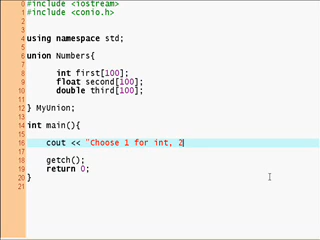 0 #include <iostream>
1 #include <conio.h>
2
3
4 using namespace std;
5
6 union Numbers{
7
8 int first[100];
9 float second[100];
10 double third[100];
11
12 } MyUnion;
13
14 int main(){
15
16 cout << "Choose 1 for int, 2
17
18 getch();
19 return 0;
20 }
21